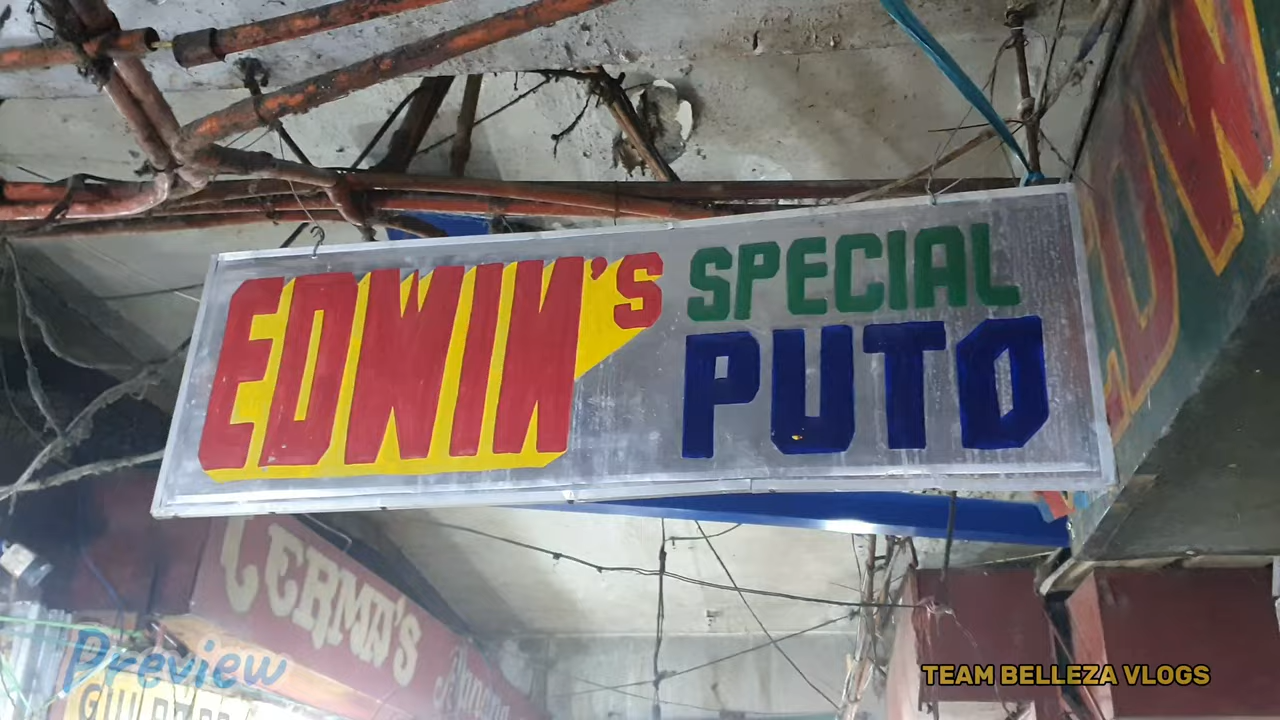 EDWIN's SPECIAL
PUTO
LERMA'S
Preview
TEAM BELLEZA VLOGS